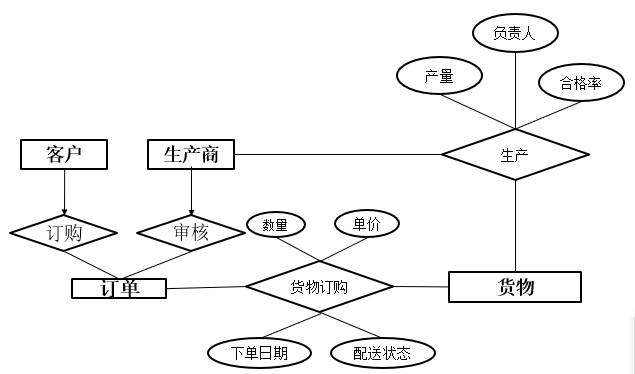 负责人
产量
合格率
客户
生产商
生产
订购
审核
数量
单价
订单
货物订购
货物
下单日期
配送状态